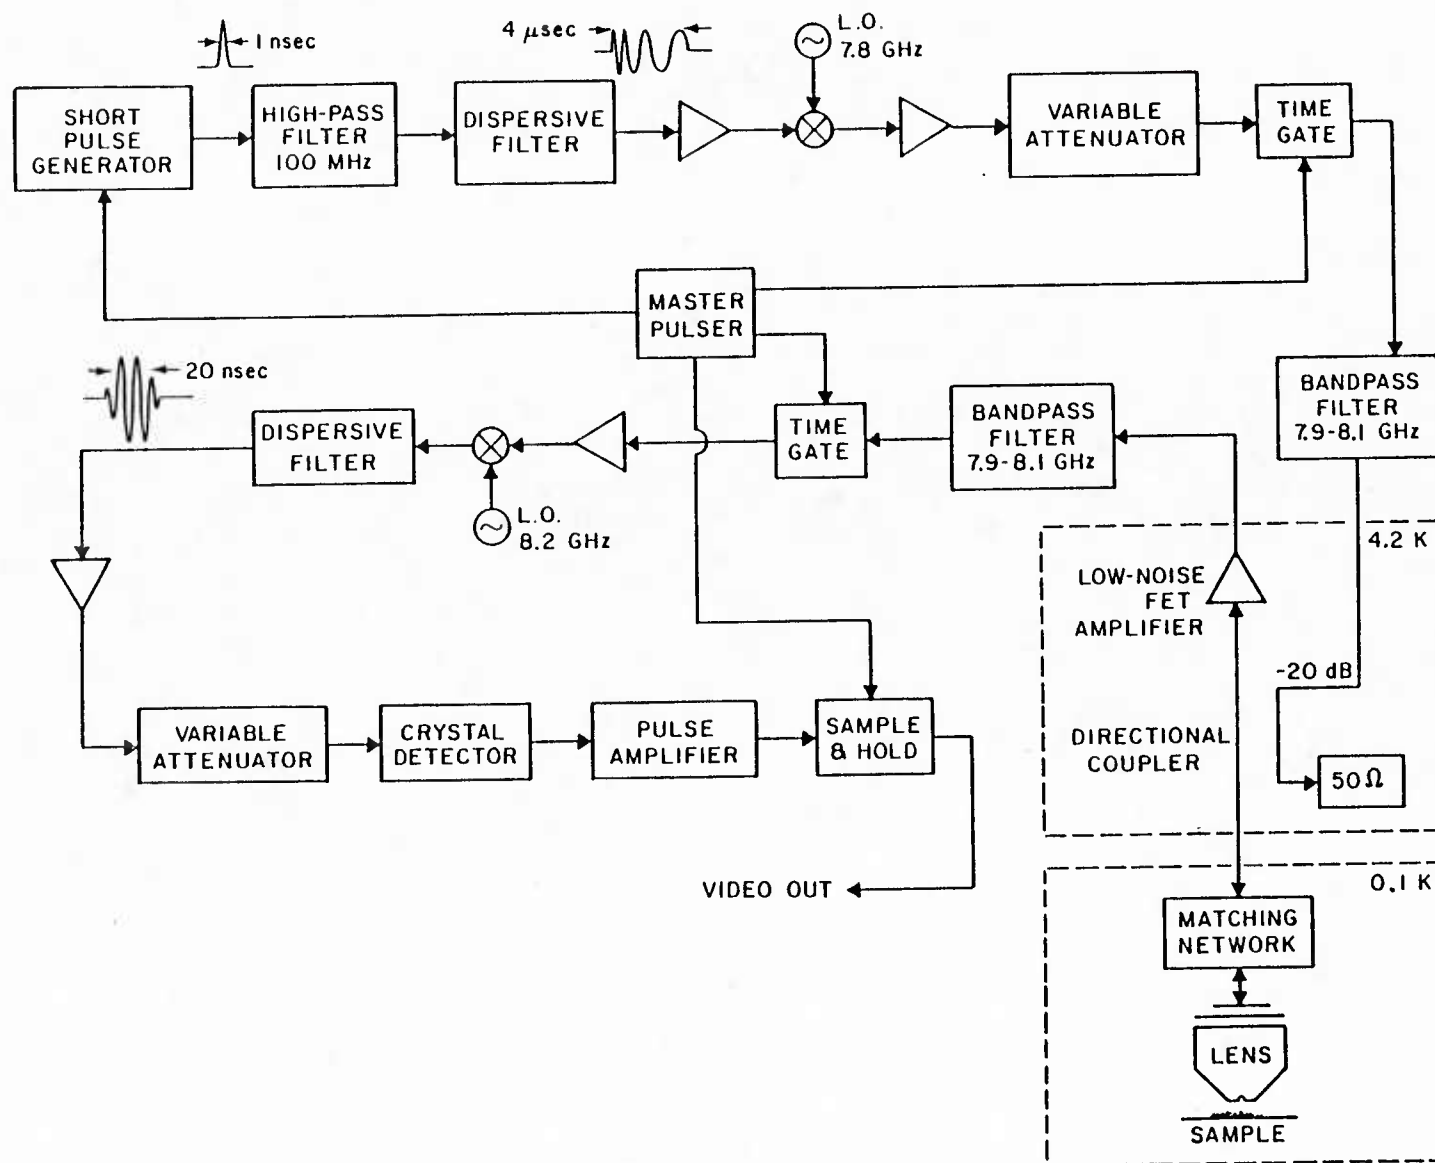 1 nsec
4 μsec
L.O.
7.8 GHz
SHORT
PULSE
GENERATOR
HIGH-PASS
FILTER
100 MHz
DISPERSIVE
FILTER
VARIABLE
ATTENUATOR
TIME
GATE
MASTER
PULSER
20 nsec
DISPERSIVE
FILTER
L.O.
8.2 GHz
TIME
GATE
BANDPASS
FILTER
7.9-8.1 GHz
BANDPASS
FILTER
7.9-8.1 GHz
4.2 K
LOW-NOISE
FET
AMPLIFIER
-20 dB
DIRECTIONAL
COUPLER
50Ω
VARIABLE
ATTENUATOR
CRYSTAL
DETECTOR
PULSE
AMPLIFIER
SAMPLE
& HOLD
VIDEO OUT
0.1 K
MATCHING
NETWORK
LENS
SAMPLE